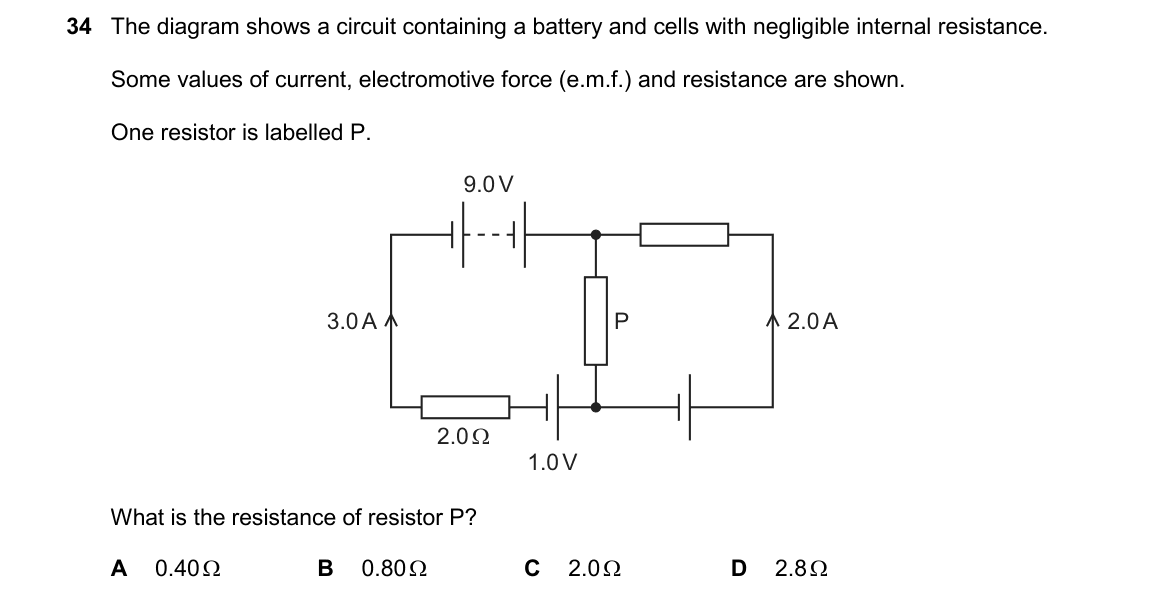 34 The diagram shows a circuit containing a battery and cells with negligible internal resistance.
Some values of current, electromotive force (e.m.f.) and resistance are shown.
One resistor is labelled P.
9.0 V
3.0 A
P
2.0 A
2.0 Ω
1.0 V
What is the resistance of resistor P?
A 0.40 Ω B 0.80 Ω C 2.0 Ω D 2.8 Ω